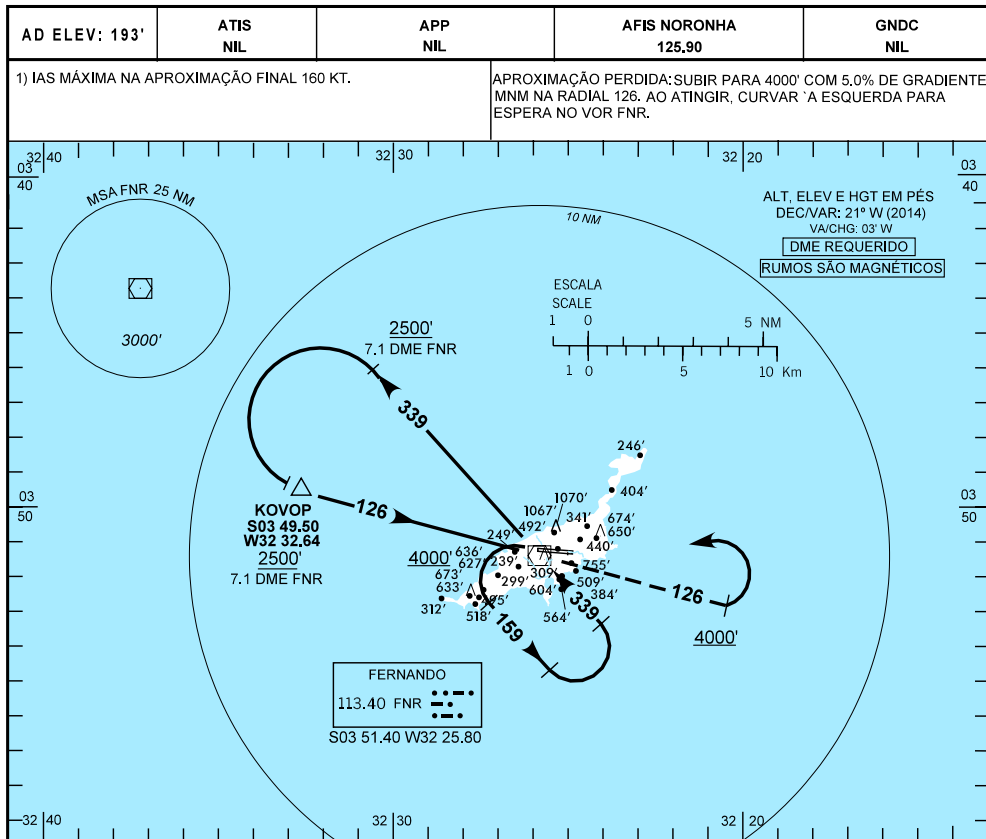 AD ELEV: 193'
ATIS
NIL
APP
NIL
AFIS NORONHA
125.90
GNDC
NIL
1) IAS MÁXIMA NA APROXIMAÇÃO FINAL 160 KT.
APROXIMAÇÃO PERDIDA: SUBIR PARA 4000' COM 5.0% DE GRADIENTE
MNM NA RADIAL 126. AO ATINGIR, CURVAR `A ESQUERDA PARA
ESPERA NO VOR FNR.
32 40
32 30
32 20
03
40
03
40
MSA FNR 25 NM
3000'
10 NM
ALT, ELEV E HGT EM PÉS
DEC/VAR: 21° W (2014)
VA/CHG: 03' W
DME REQUERIDO
RUMOS SÃO MAGNÉTICOS
ESCALA
SCALE
1 0 5 NM
1 0 5 10 Km
2500'
7.1 DME FNR
339
246'
404'
03
50
03
50
KOVOP
S03 49.50
W32 32.64
2500'
7.1 DME FNR
126
1070'
1067'
492'
341'
674'
650'
440'
249'
636'
627'
239'
4000'
673'
633'
299'
309'
755'
509'
384'
604'
564'
495'
518'
312'
159
339
126
4000'
FERNANDO
113.40 FNR
S03 51.40 W32 25.80
32 40
32 30
32 20